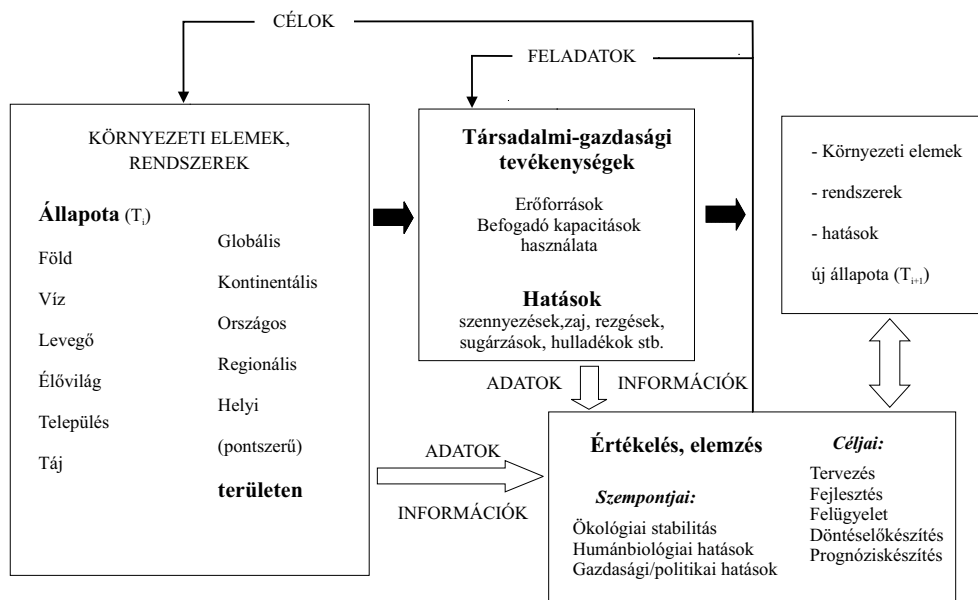 CÉLOK
FELADATOK
KÖRNYEZETI ELEMEK,
RENDSZEREK
Állapota (Ti)
Föld
Víz
Levegő
Élővilág
Település
Táj
Globális
Kontinentális
Országos
Regionális
Helyi
(pontszerű)
területen
Társadalmi-gazdasági
tevékenységek
Erőforrások
Befogadó kapacitások
használata
Hatások
szennyezések,zaj, rezgések,
sugárzások, hulladékok stb.
- Környezeti elemek
- rendszerek
- hatások
új állapota (Ti+1)
ADATOK
INFORMÁCIÓK
ADATOK
INFORMÁCIÓK
Értékelés, elemzés
Szempontjai:
Ökológiai stabilitás
Humánbiológiai hatások
Gazdasági/politikai hatások
Céljai:
Tervezés
Fejlesztés
Felügyelet
Döntéselőkészítés
Prognóziskészítés